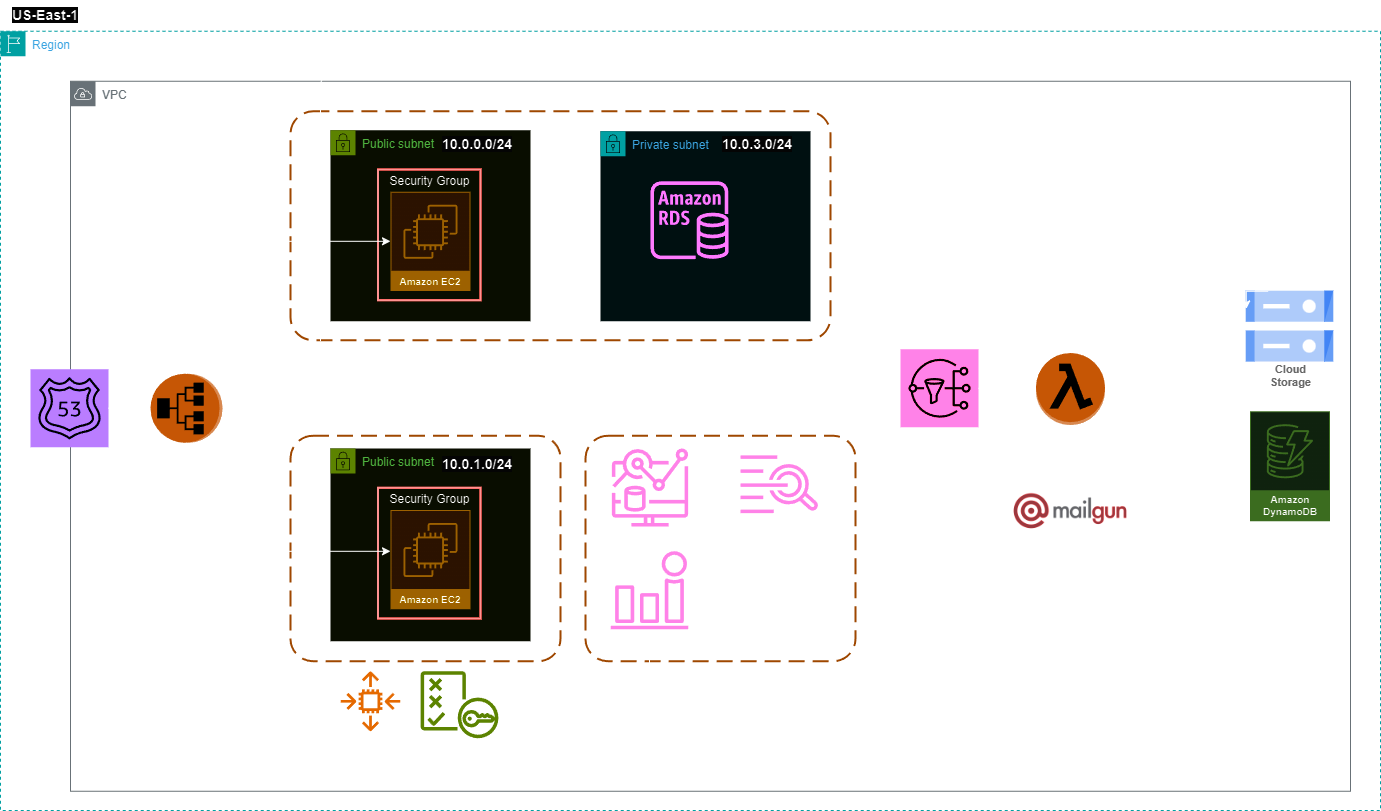 US-East-1
Region
VPC
Public subnet 10.0.0.0/24
Security Group
Amazon EC2
Private subnet 10.0.3.0/24
Amazon
RDS
53
Cloud
Storage
Public subnet 10.0.1.0/24
Security Group
Amazon EC2
@mailgun
Amazon
DynamoDB